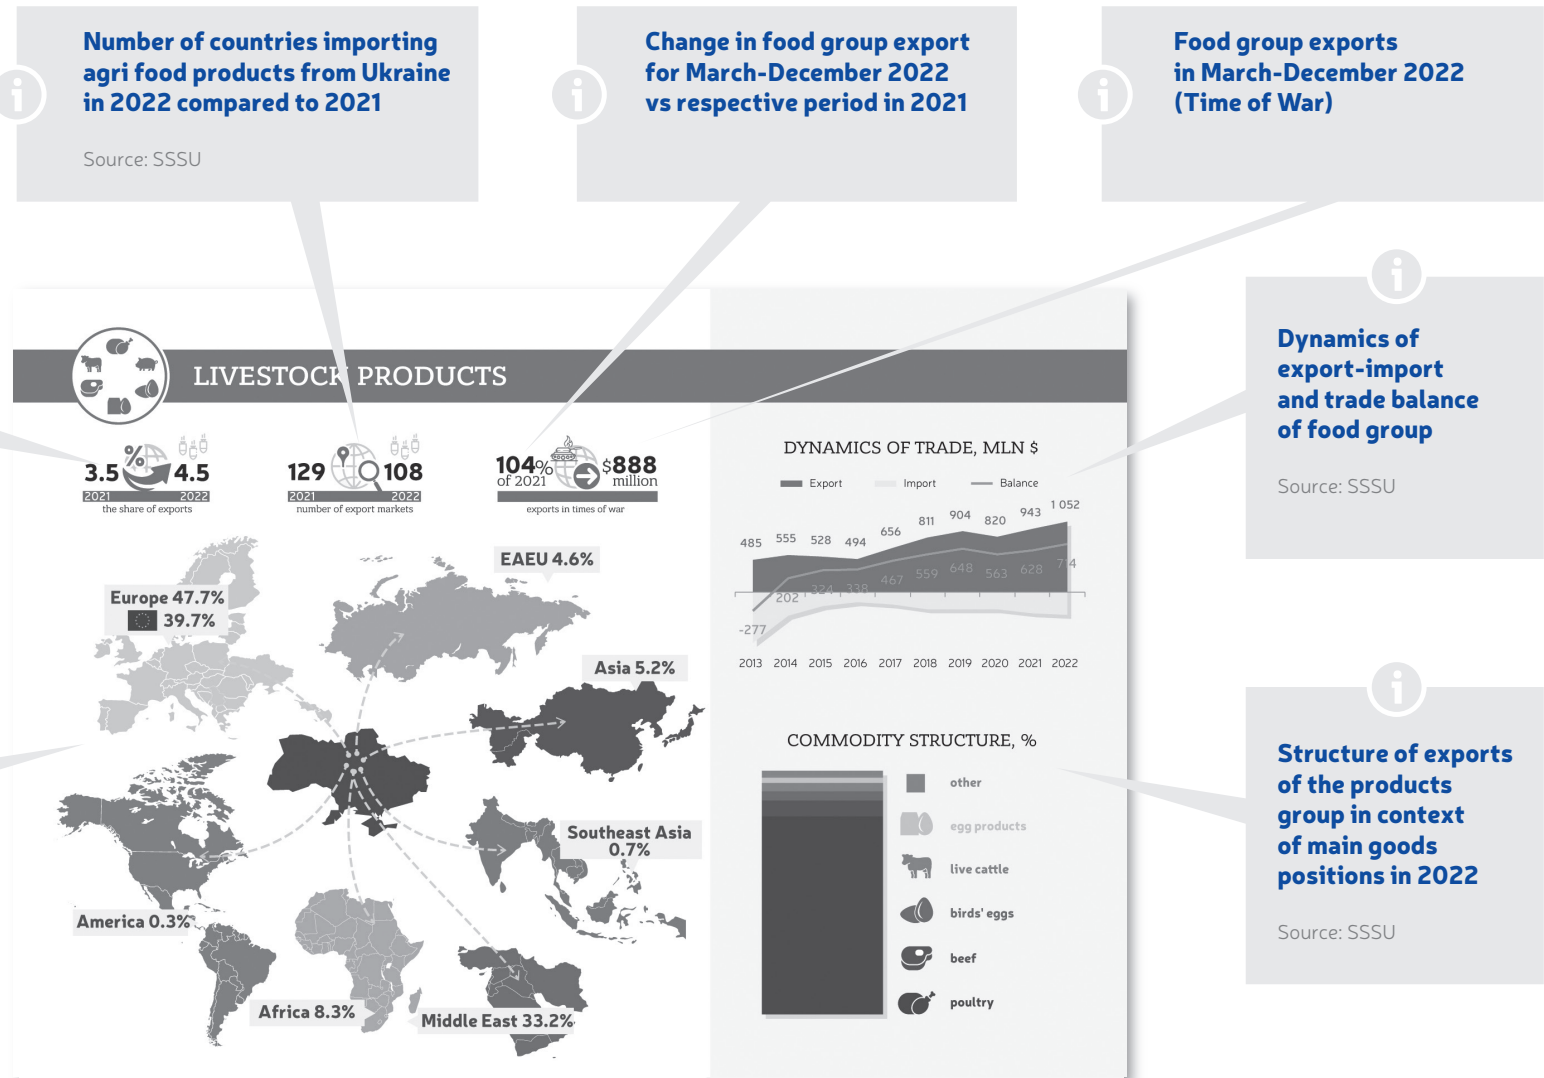 Number of countries importing
agri food products from Ukraine
in 2022 compared to 2021
Source: SSSU
Change in food group export
for March-December 2022
vs respective period in 2021
Food group exports
in March-December 2022
(Time of War)
Dynamics of
export-import
and trade balance
of food group
Source: SSSU
Structure of exports
of the products
group in context
of main goods
positions in 2022
Source: SSSU
LIVESTOCK PRODUCTS
3.5 % 4.5
2021 2022
the share of exports
129 108
2021 2022
number of export markets
104% $888
of 2021 million
exports in times of war
Europe 47.7%
39.7%
EAEU 4.6%
Asia 5.2%
Southeast Asia
0.7%
America 0.3%
Africa 8.3%
Middle East 33.2%
DYNAMICS OF TRADE, MLN $
Export Import Balance
485 555 528 494 656 811 904 820 943 1 052
-277 202 324 338 467 559 648 563 628 714
2013 2014 2015 2016 2017 2018 2019 2020 2021 2022
COMMODITY STRUCTURE, %
other
egg products
live cattle
birds' eggs
beef
poultry